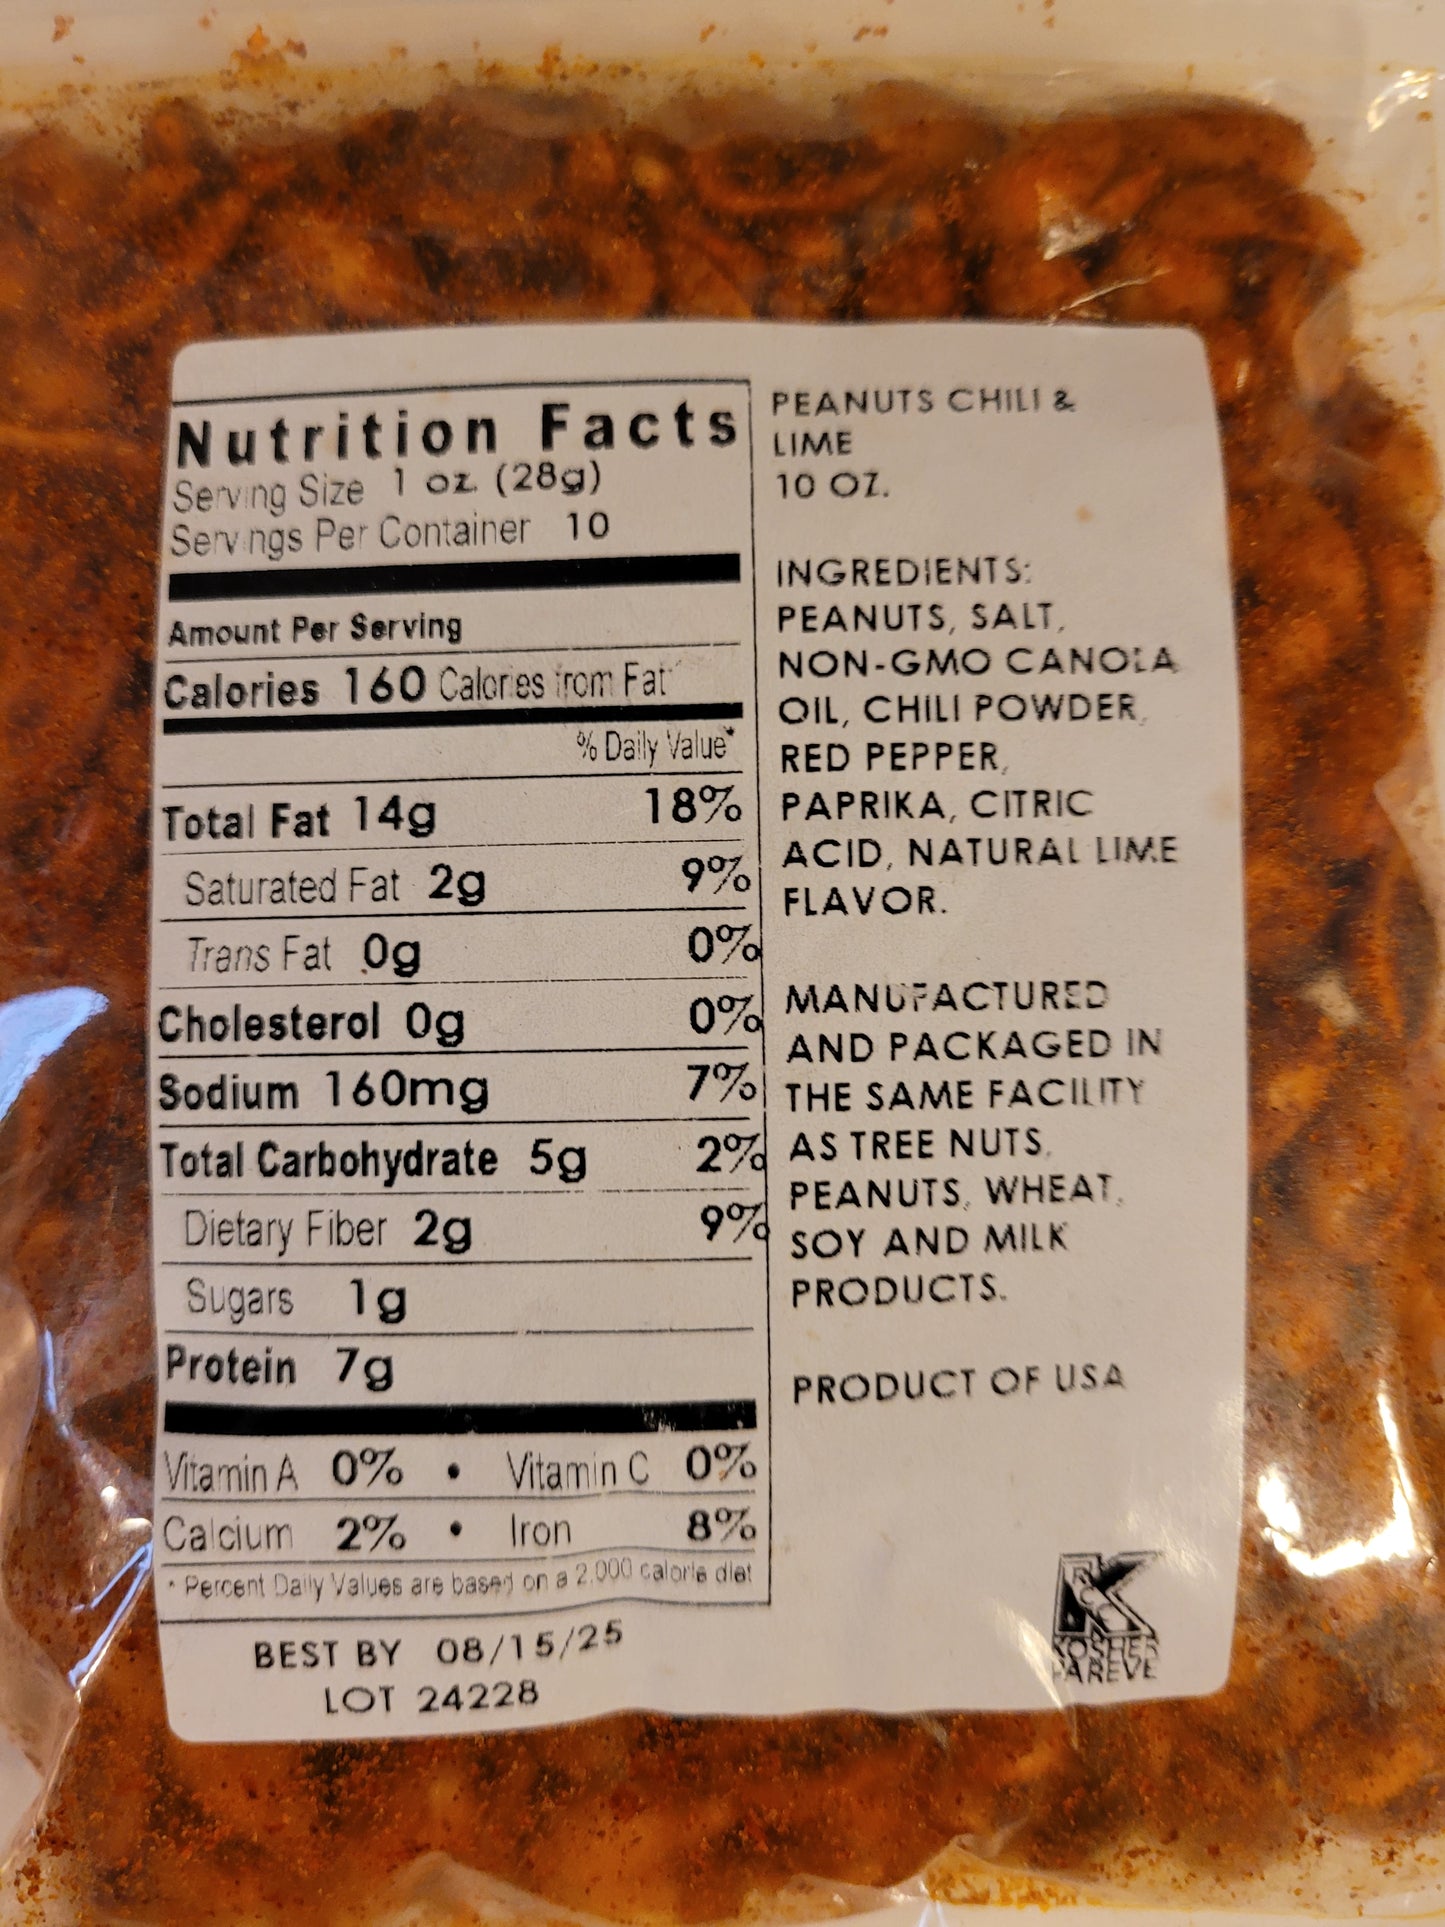 Nutrition Facts
Serving Size 1 oz. (28g)
Servings Per Container 10
Amount Per Serving
Calories 160 Calories from Fat
% Daily Value*
Total Fat 14g 18%
Saturated Fat 2g 9%
Trans Fat 0g 0%
Cholesterol 0g 0%
Sodium 160mg 7%
Total Carbohydrate 5g 2%
Dietary Fiber 2g 9%
Sugars 1g
Protein 7g
Vitamin A 0% • Vitamin C 0%
Calcium 2% • Iron 8%
* Percent Daily Values are based on a 2,000 calorie diet
BEST BY 08/15/25
LOT 24228
PEANUTS CHILI &
LIME
10 OZ.
INGREDIENTS:
PEANUTS, SALT,
NON-GMO CANOLA
OIL, CHILI POWDER,
RED PEPPER,
PAPRIKA, CITRIC
ACID, NATURAL LIME
FLAVOR.
MANUFACTURED
AND PACKAGED IN
THE SAME FACILITY
AS TREE NUTS,
PEANUTS, WHEAT,
SOY AND MILK
PRODUCTS.
PRODUCT OF USA
K
KOSHER
PAREVE